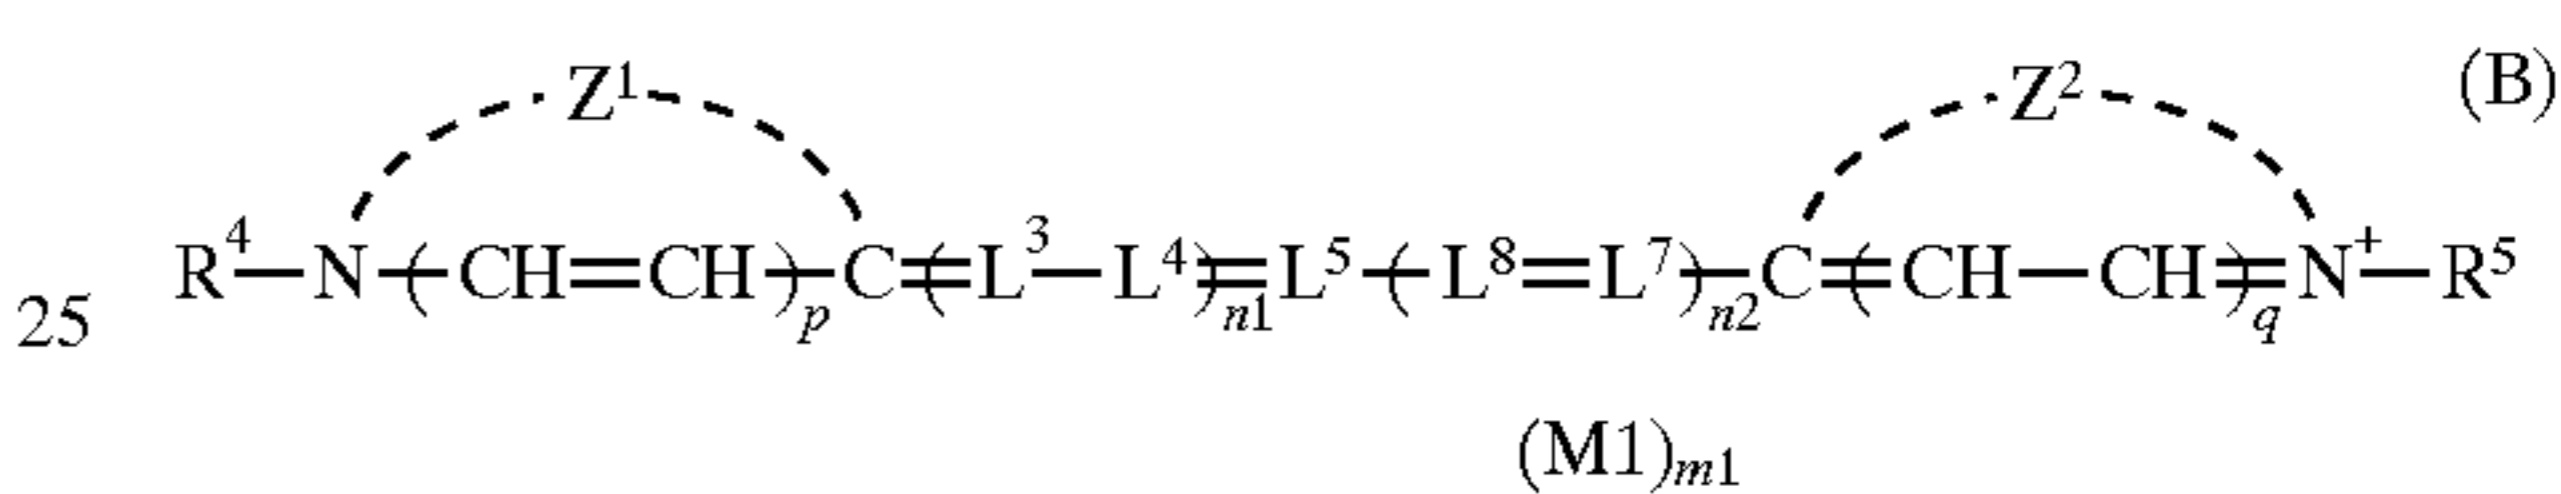 Z¹ Z² (B)
25 R⁴—N—(CH=CH)ₚ—C=(L³—L⁴)ₙ₁=L⁵—(L⁸=L⁷)ₙ₂—C=(CH—CH)q=N⁺—R⁵
(M1)ₘ₁